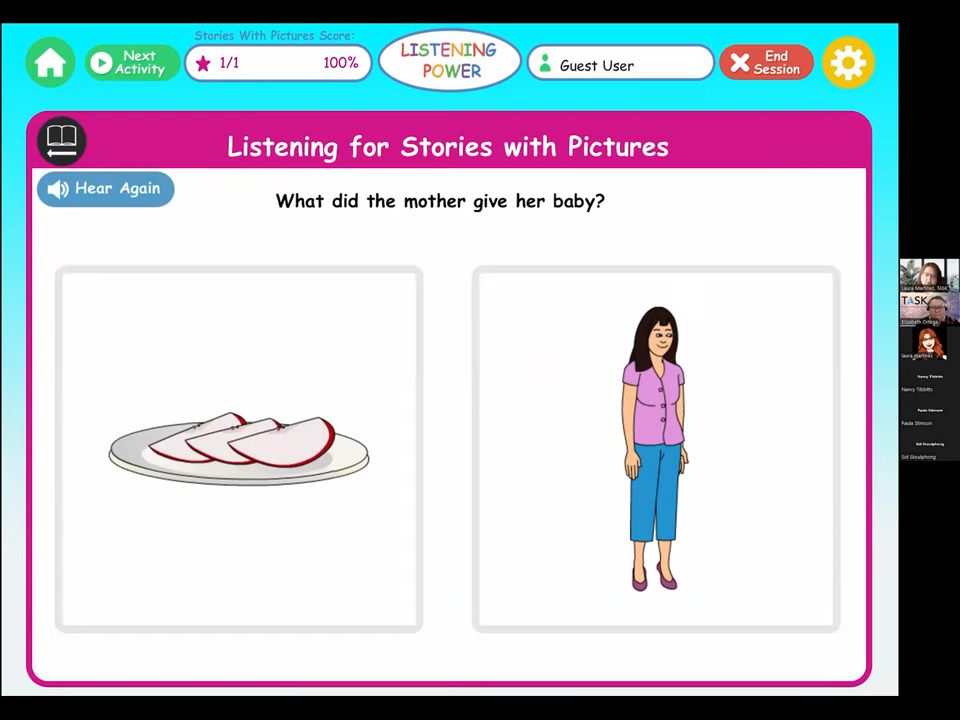 Stories With Pictures Score:
Next
Activity
1/1 100%
LISTENING
POWER
Guest User
End
Session
Listening for Stories with Pictures
Hear Again
What did the mother give her baby?
Laura Martinez, TASK
TASK
Elizabeth Ortega
laura martinez
Nancy Tibbitts
Nancy Tibbitts
Paula Stimson
Paula Stimson
Sid Skoulphong
Sid Skoulphong